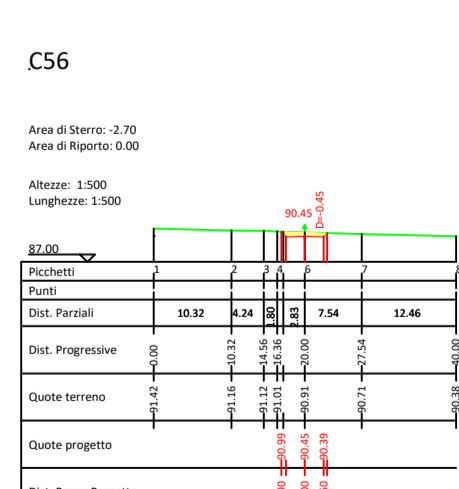 C56
Area di Sterro: -2.70
Area di Riporto: 0.00
Altezze: 1:500
Lunghezze: 1:500
90.45
D=-0.45
87.00
Picchetti 1 2 3 4 6 7
Punti
Dist. Parziali 10.32 4.24 1.80 2.83 7.54 12.46
Dist. Progressive 0.00 10.32 14.56 16.36 20.00 27.54 40.00
Quote terreno 91.42 91.16 91.12 91.01 90.91 90.71 90.38
Quote progetto 90.99 90.45 90.39